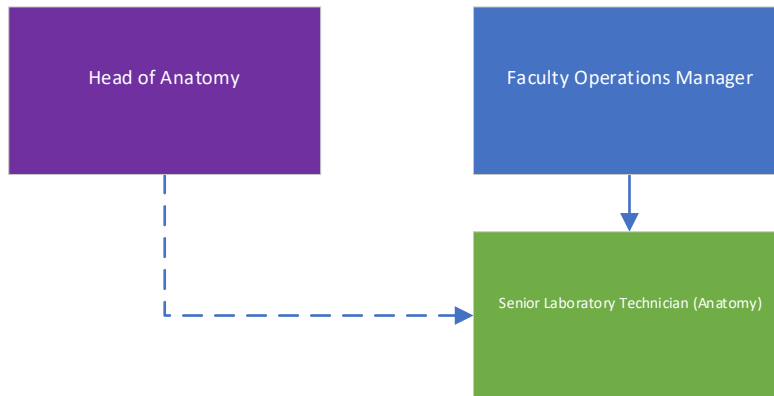 Head of Anatomy
Faculty Operations Manager
Senior Laboratory Technician (Anatomy)